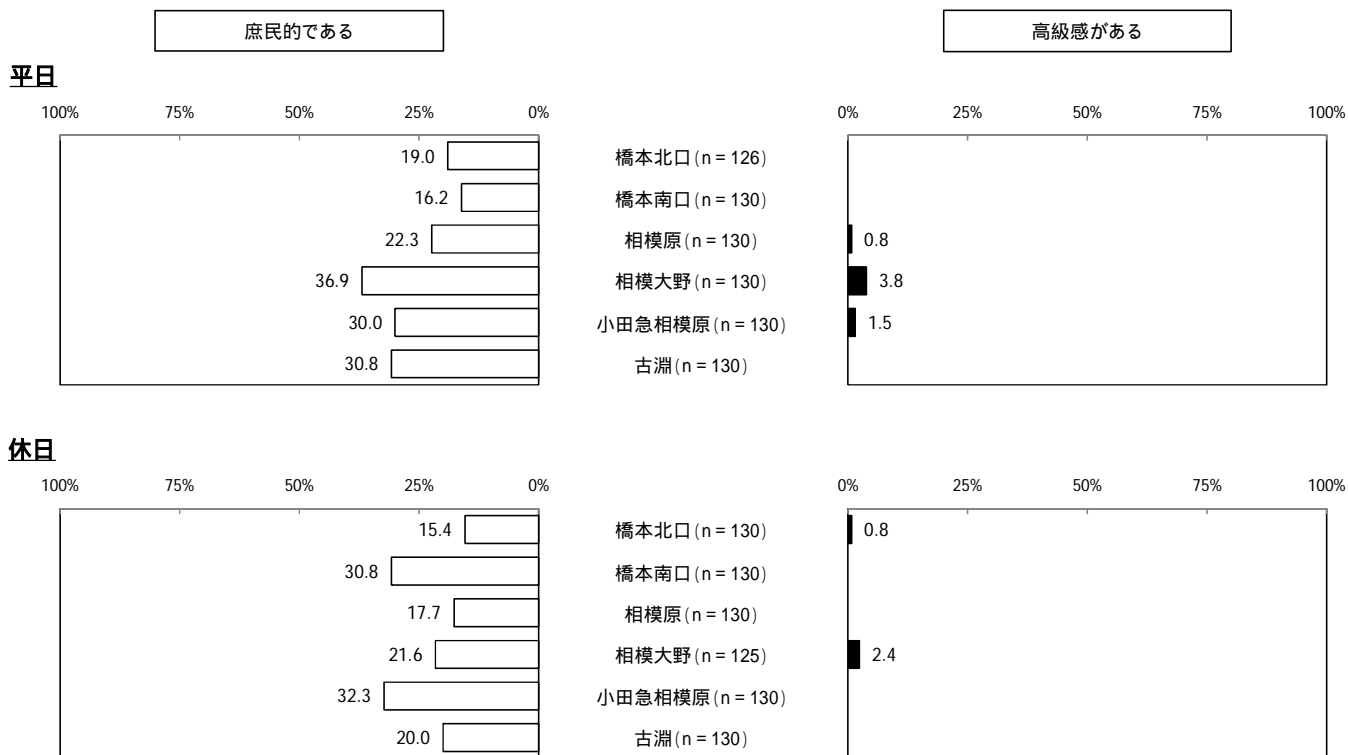 庶民的である 高級感がある
平日
100% 75% 50% 25% 0% 0% 25% 50% 75% 100%
19.0 橋本北口(n = 126)
16.2 橋本南口(n = 130)
22.3 相模原(n = 130) 0.8
36.9 相模大野(n = 130) 3.8
30.0 小田急相模原(n = 130) 1.5
30.8 古淵(n = 130)
休日
100% 75% 50% 25% 0% 0% 25% 50% 75% 100%
15.4 橋本北口(n = 130) 0.8
30.8 橋本南口(n = 130)
17.7 相模原(n = 130)
21.6 相模大野(n = 125) 2.4
32.3 小田急相模原(n = 130)
20.0 古淵(n = 130)